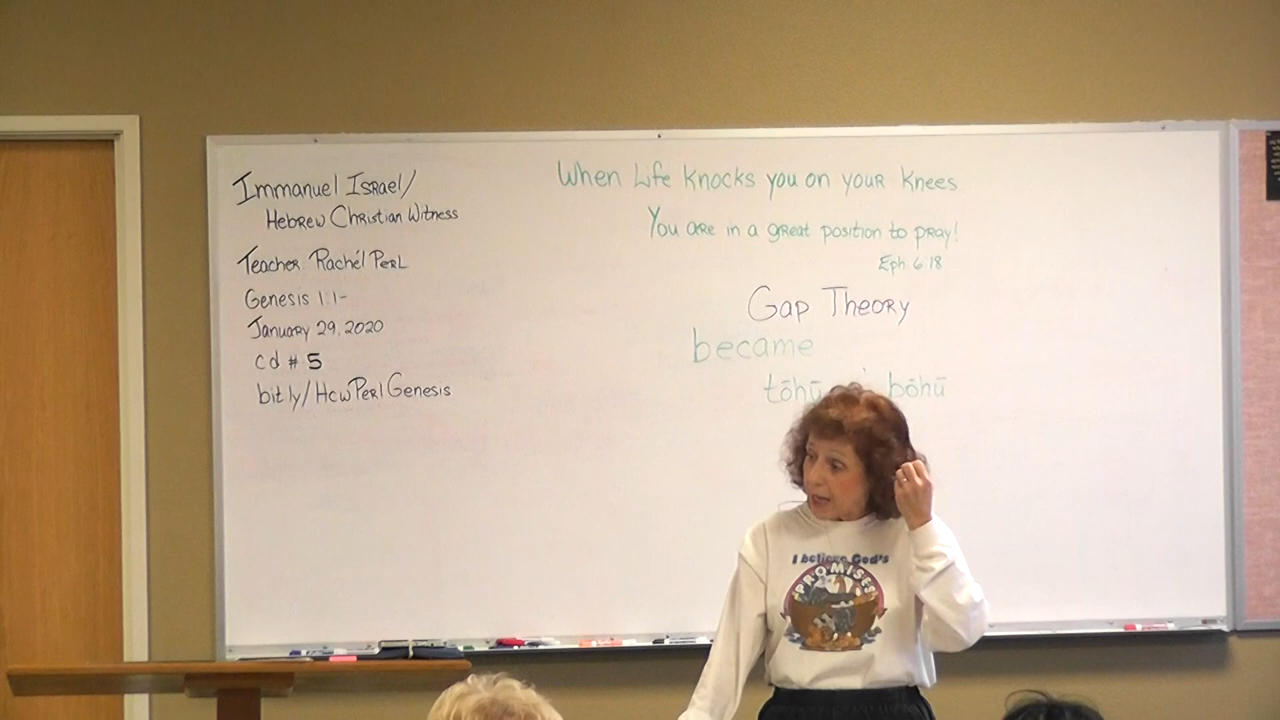 Immanuel Israel/
Hebrew Christian Witness
Teacher: Rachél Perl
Genesis 1:1-
January 29, 2020
cd # 5
bit.ly/HcwPerlGenesis
When Life Knocks you on your Knees
You are in a great position to pray!
Eph 6:18
Gap Theory
became
tōhū bōhū
I believe God's
PROMISES